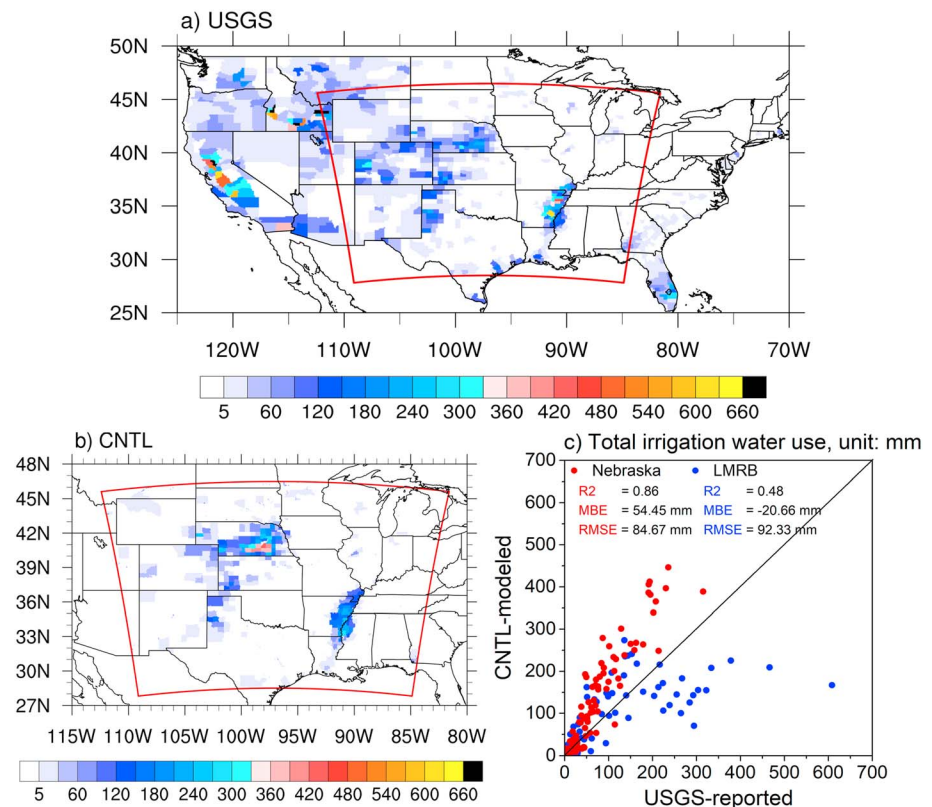 a) USGS
50N
45N
40N
35N
30N
25N
120W 110W 100W 90W 80W 70W
5 60 120 180 240 300 360 420 480 540 600 660
b) CNTL
48N
45N
42N
39N
36N
33N
30N
27N
115W 110W 105W 100W 95W 90W 85W 80W
5 60 120 180 240 300 360 420 480 540 600 660
c) Total irrigation water use, unit: mm
Nebraska LMRB
R2 = 0.86 R2 = 0.48
MBE = 54.45 mm MBE = -20.66 mm
RMSE = 84.67 mm RMSE = 92.33 mm
CNTL-modeled
700
600
500
400
300
200
100
0
0 100 200 300 400 500 600 700
USGS-reported